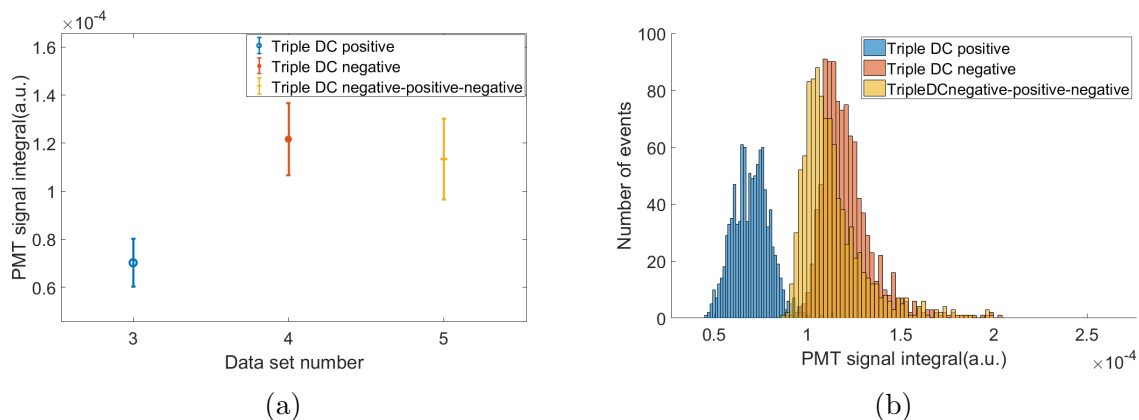 ×10⁻⁴
1.6
1.4
1.2
1
0.8
0.6
3
4
5
PMT signal integral(a.u.)
Data set number
Triple DC positive
Triple DC negative
Triple DC negative-positive-negative
(a)
100
80
60
40
20
0
0.5
1
1.5
2
2.5
×10⁻⁴
Number of events
PMT signal integral(a.u.)
Triple DC positive
Triple DC negative
TripleDCnegative-positive-negative
(b)